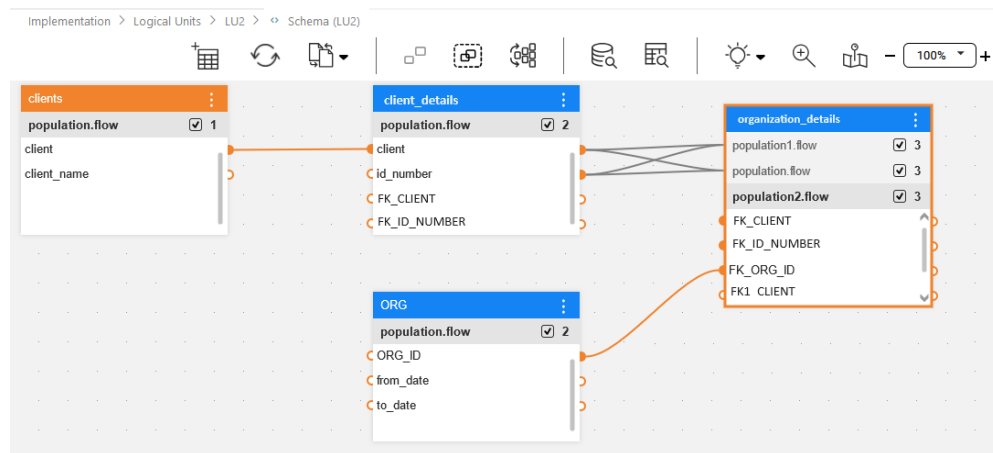 Implementation > Logical Units > LU2 > <> Schema (LU2)
100%
clients
population.flow 1
client
client_name
client_details
population.flow 2
client
id_number
FK_CLIENT
FK_ID_NUMBER
organization_details
population1.flow 3
population.flow 3
population2.flow 3
FK_CLIENT
FK_ID_NUMBER
FK_ORG_ID
FK1_CLIENT
ORG
population.flow 2
ORG_ID
from_date
to_date